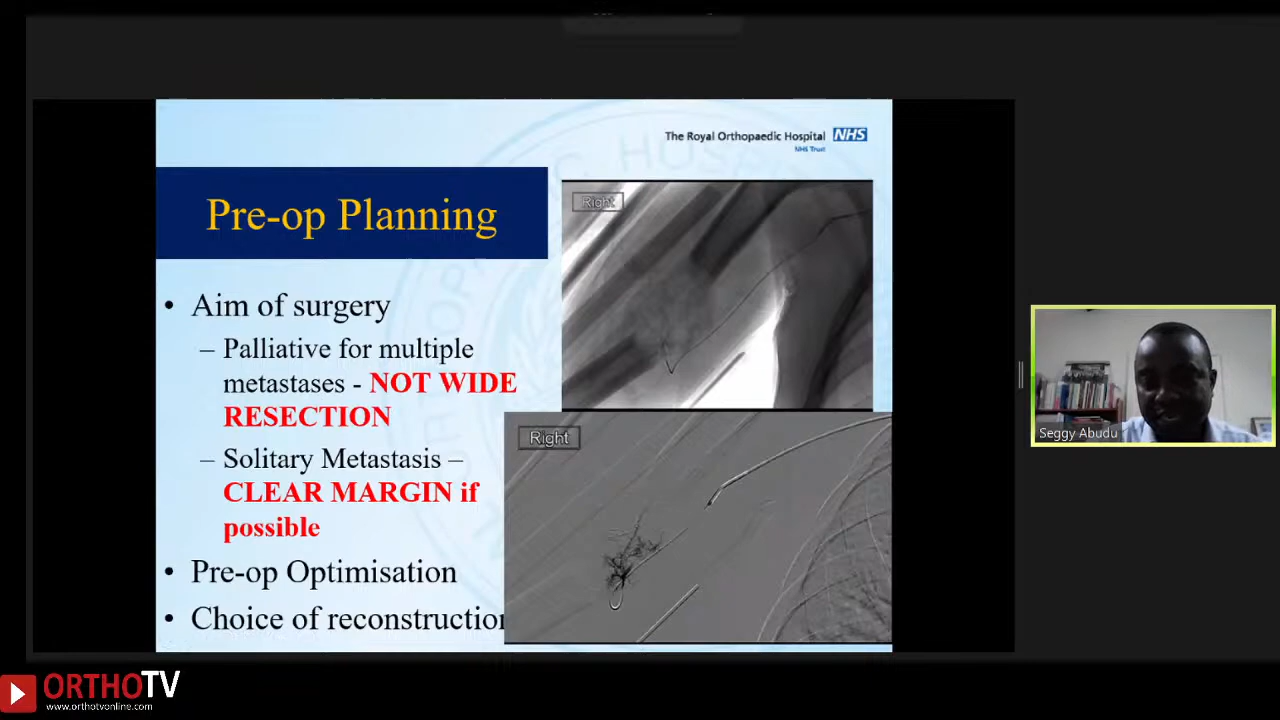 The Royal Orthopaedic Hospital NHS
NHS Trust
Pre-op Planning
Right
• Aim of surgery
– Palliative for multiple
metastases - NOT WIDE
RESECTION
Right
– Solitary Metastasis –
CLEAR MARGIN if
possible
• Pre-op Optimisation
• Choice of reconstruction
Seggy Abudu
ORTHOTV
www.orthotvonline.com